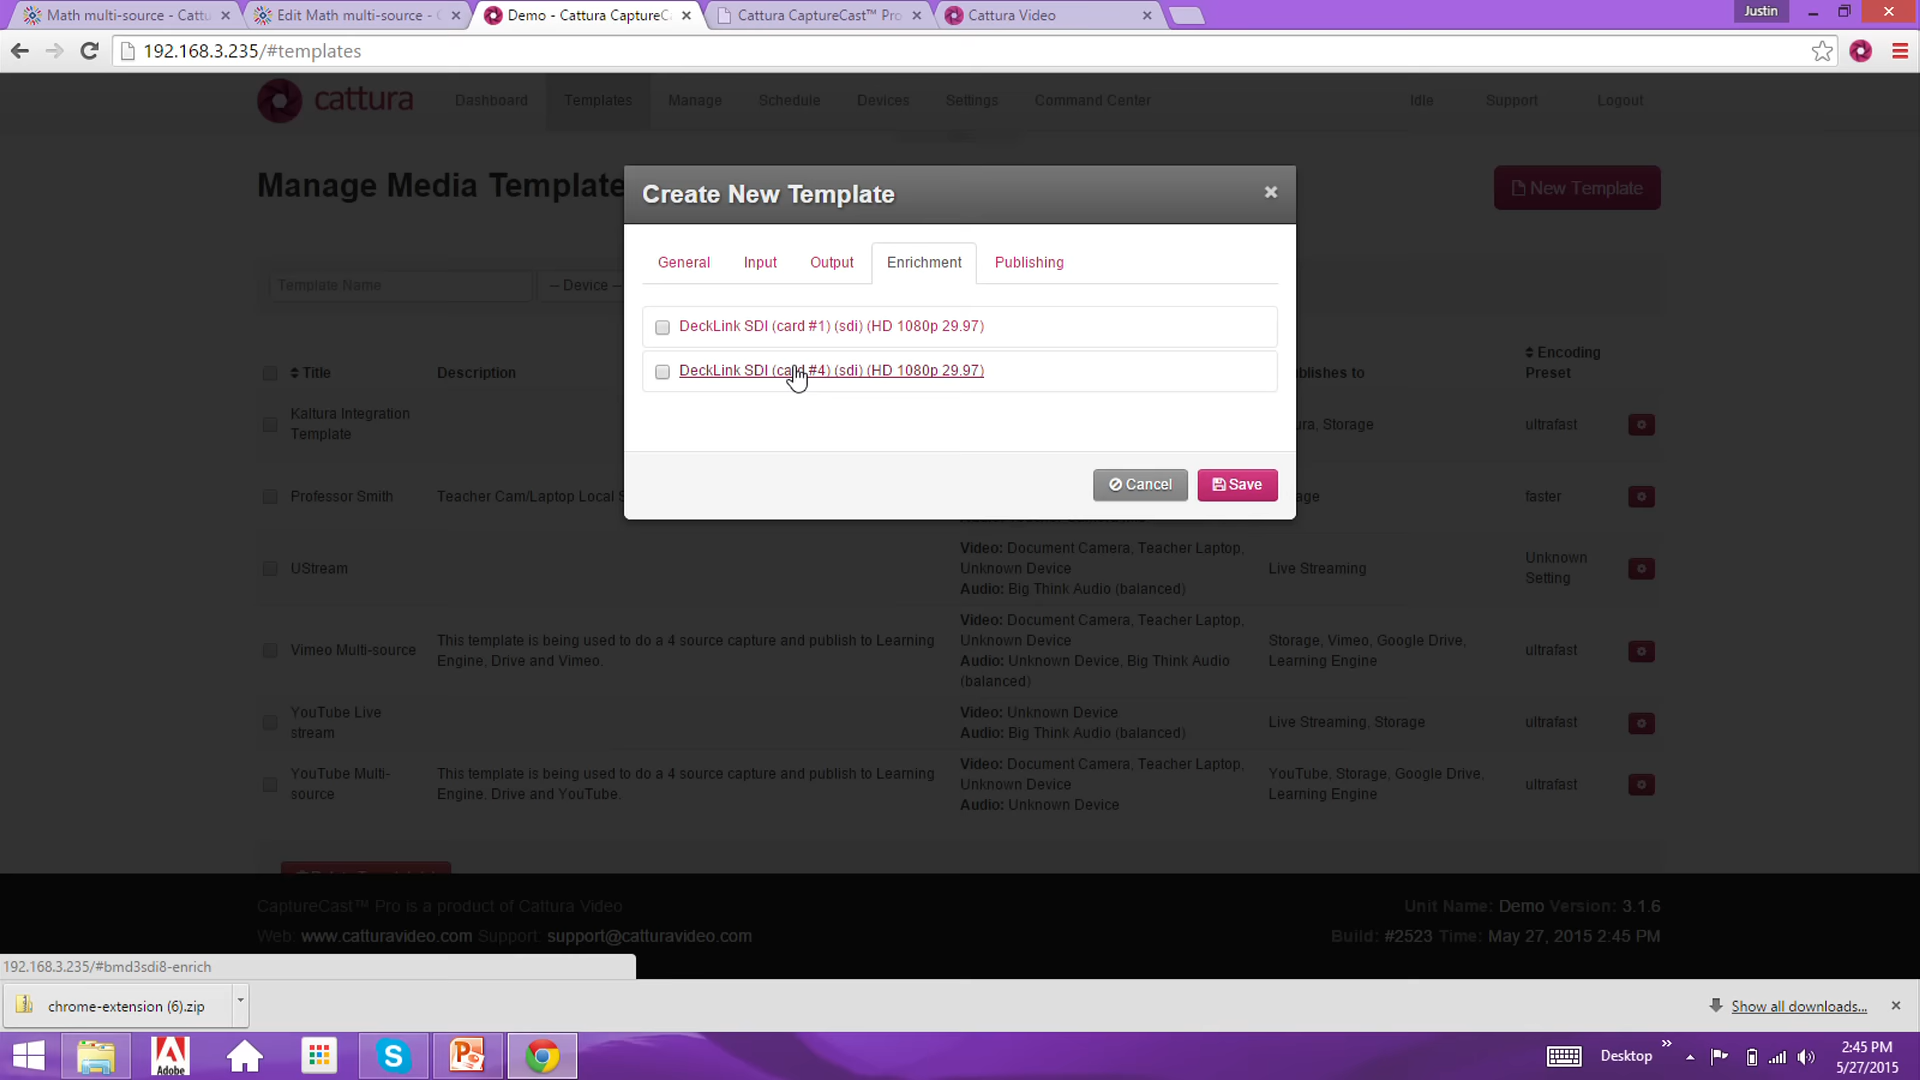 Math multi-source - Cattu
Edit Math multi-source - C
Demo - Cattura CaptureCa
Cattura CaptureCast™ Pro
Cattura Video
Justin
192.168.3.235/#templates
cattura
Dashboard
Templates
Manage
Schedule
Devices
Settings
Command Center
Idle
Support
Logout
Manage Media Template
New Template
Create New Template
General
Input
Output
Enrichment
Publishing
Template Name
-- Device --
DeckLink SDI (card #1) (sdi) (HD 1080p 29.97)
DeckLink SDI (card #4) (sdi) (HD 1080p 29.97)
Cancel
Save
Title
Description
blishes to
Encoding
Preset
Kaltura Integration
Template
ura, Storage
ultrafast
Professor Smith
Teacher Cam/Laptop Local S
age
faster
UStream
Video: Document Camera, Teacher Laptop,
Unknown Device
Audio: Big Think Audio (balanced)
Live Streaming
Unknown
Setting
Vimeo Multi-source
This template is being used to do a 4 source capture and publish to Learning
Engine, Drive and Vimeo.
Video: Document Camera, Teacher Laptop,
Unknown Device
Audio: Unknown Device, Big Think Audio
(balanced)
Storage, Vimeo, Google Drive,
Learning Engine
ultrafast
YouTube Live
stream
Video: Unknown Device
Audio: Big Think Audio (balanced)
Live Streaming, Storage
ultrafast
YouTube Multi-
source
This template is being used to do a 4 source capture and publish to Learning
Engine, Drive and YouTube.
Video: Document Camera, Teacher Laptop,
Unknown Device
Audio: Unknown Device
YouTube, Storage, Google Drive,
Learning Engine
ultrafast
CaptureCast™ Pro is a product of Cattura Video
Web: www.catturavideo.com Support: support@catturavideo.com
Unit Name: Demo Version: 3.1.6
Build: #2523 Time: May 27, 2015 2:45 PM
192.168.3.235/#bmd3sdi8-enrich
chrome-extension (6).zip
Show all downloads...
Adobe
Desktop
2:45 PM
5/27/2015